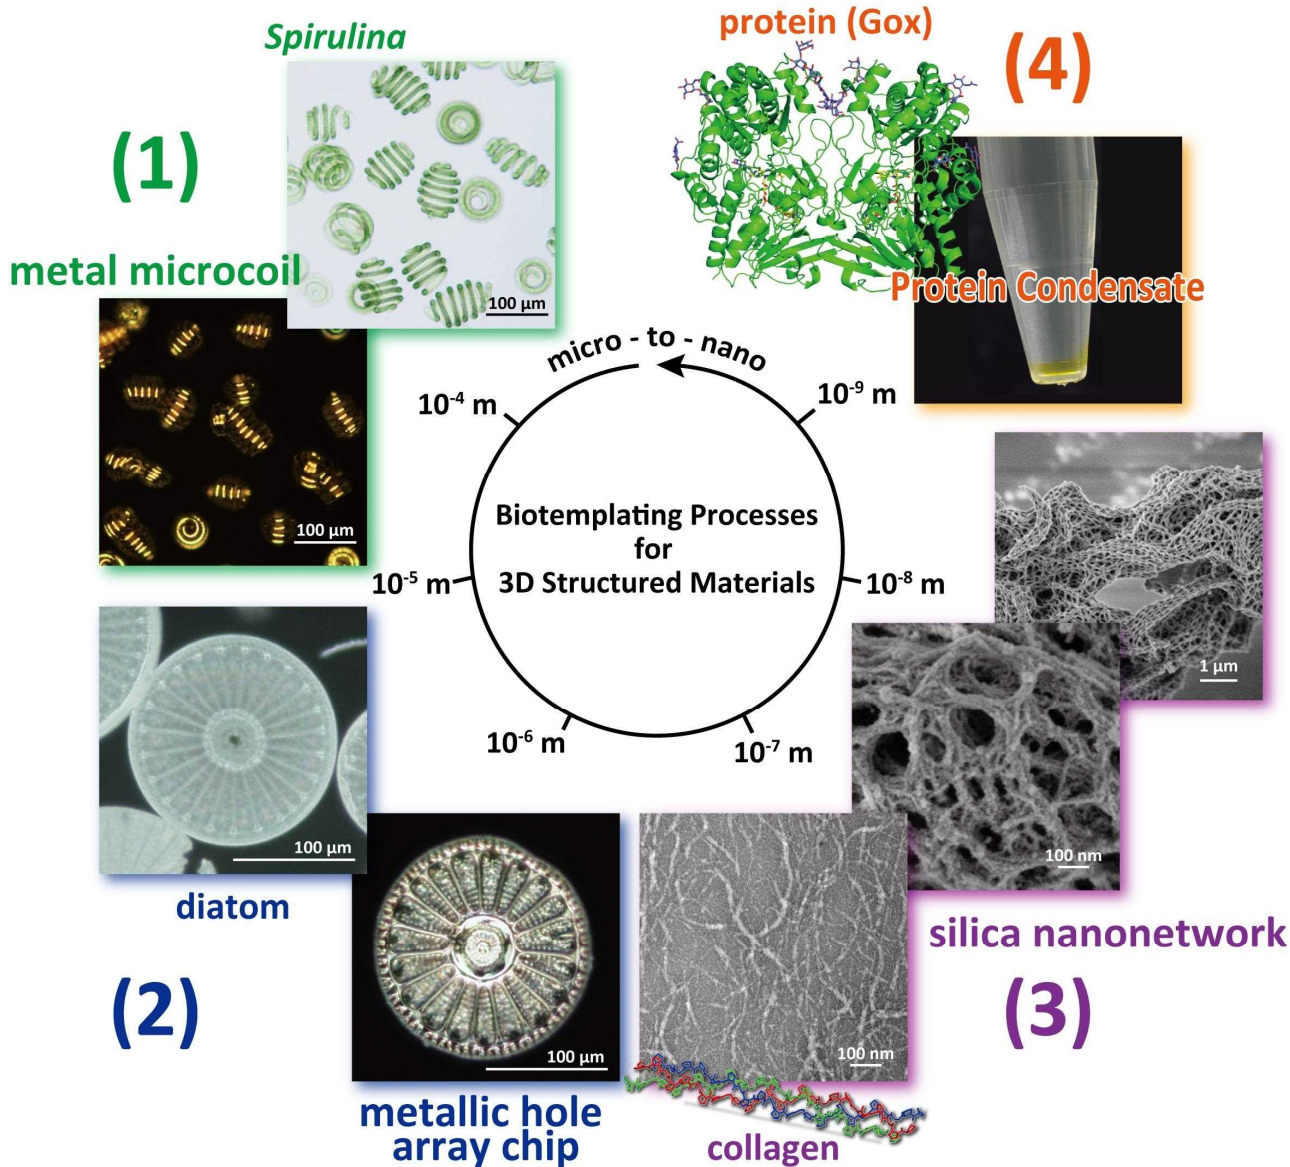 Spirulina
(1)
100 µm
metal microcoil
100 µm
protein (Gox)
(4)
Protein Condensate
micro - to - nano
10⁻⁴ m
10⁻⁹ m
10⁻⁵ m
10⁻⁸ m
10⁻⁶ m
10⁻⁷ m
Biotemplating Processes
for
3D Structured Materials
100 µm
diatom
(2)
100 µm
metallic hole
array chip
1 µm
100 nm
silica nanonetwork
(3)
100 nm
collagen